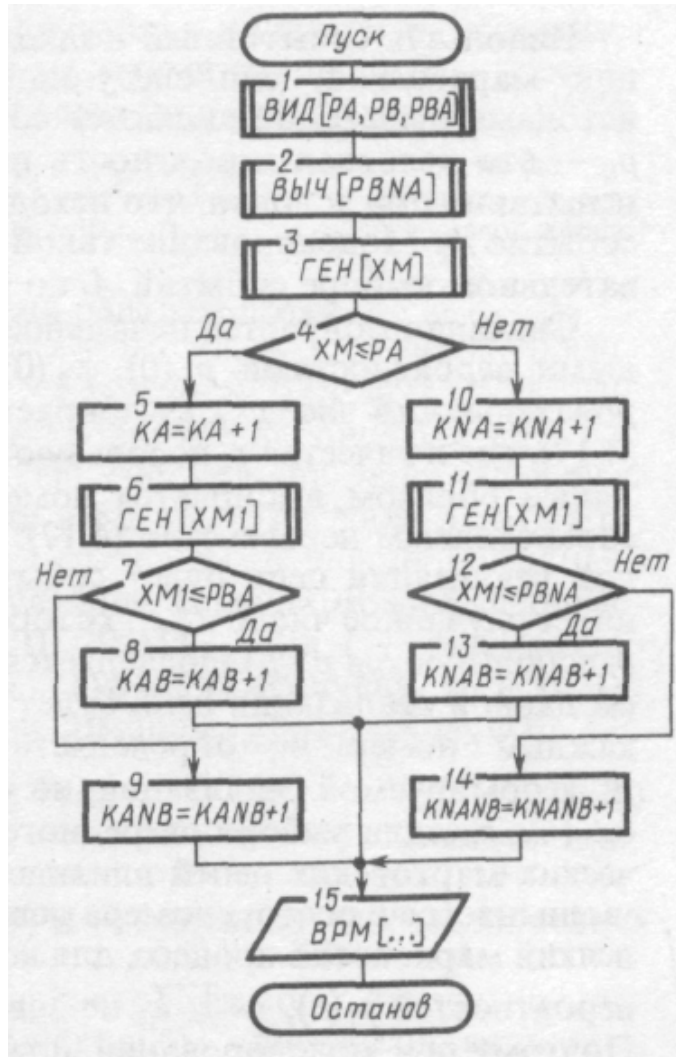 Пуск
1
ВИД[PA,PB,PBA]
2
ВЫЧ[PBNA]
3
ГЕН[XM]
Да
4
XM≤PA
Нет
5
KA=KA+1
10
KNA=KNA+1
6
ГЕН[XM1]
11
ГЕН[XM1]
Нет
7
XM1≤PBA
Да
12
XM1≤PBNA
Нет
Да
8
KAB=KAB+1
13
KNAB=KNAB+1
9
KANB=KANB+1
14
KNANB=KNANB+1
15
ВРМ[...]
Останов